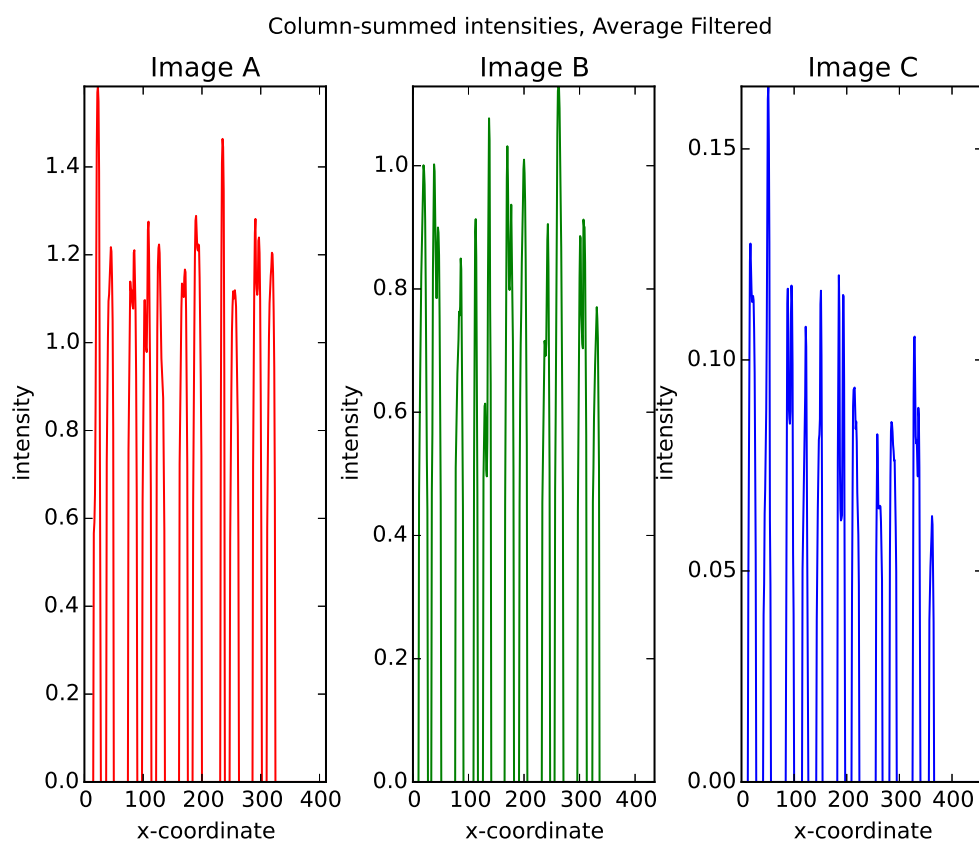 Column-summed intensities, Average Filtered
Image A
Image B
Image C
1.4
1.2
1.0
0.8
0.6
0.4
0.2
0.0
intensity
0 100 200 300 400
x-coordinate
1.0
0.8
0.6
0.4
0.2
0.0
intensity
0 100 200 300 400
x-coordinate
0.15
0.10
0.05
0.00
intensity
0 100 200 300 400
x-coordinate